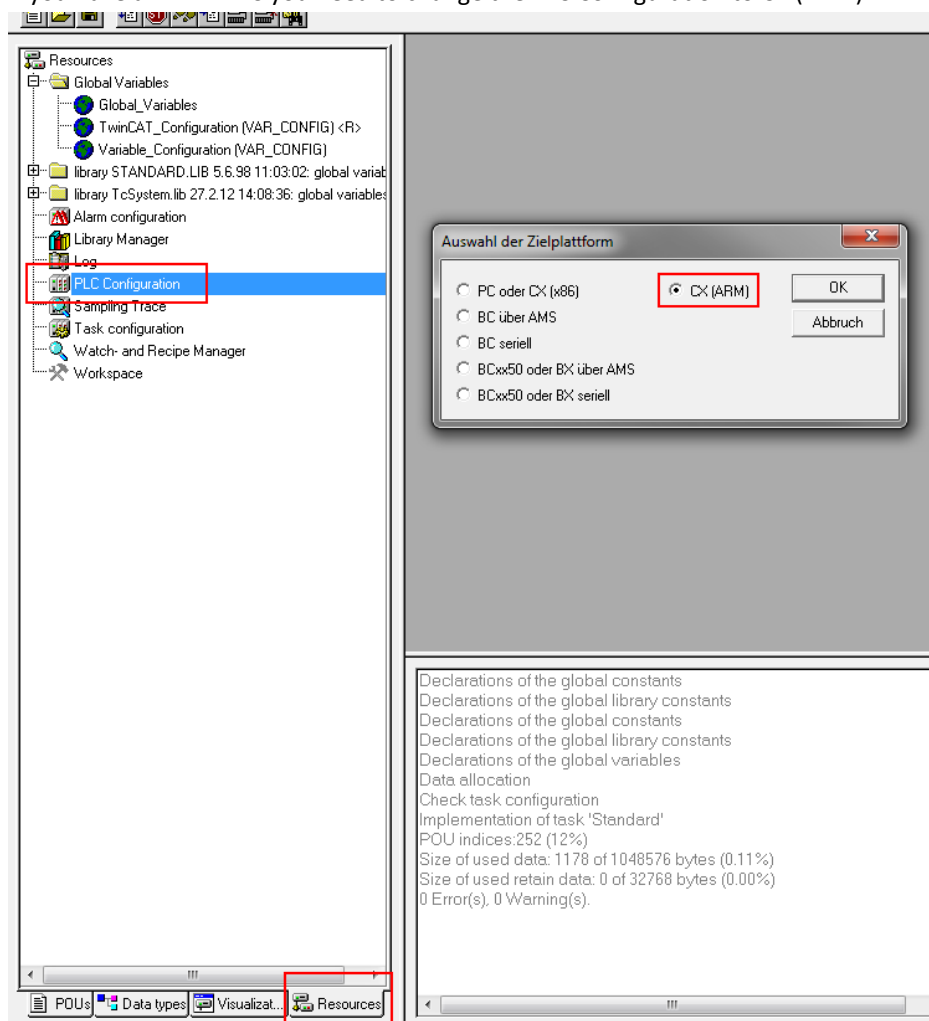 Resources
Global Variables
Global_Variables
TwinCAT_Configuration (VAR_CONFIG) <R>
Variable_Configuration (VAR_CONFIG)
library STANDARD.LIB 5.6.98 11:03:02: global variab
library TcSystem.lib 27.2.12 14:08:36: global variables
Alarm configuration
Library Manager
Log
PLC Configuration
Sampling Trace
Task configuration
Watch- and Recipe Manager
Workspace
POUs
Data types
Visualizat...
Resources
Auswahl der Zielplattform
PC oder CX (x86)
CX (ARM)
OK
BC über AMS
Abbruch
BC seriell
BCxx50 oder BX über AMS
BCxx50 oder BX seriell
Declarations of the global constants
Declarations of the global library constants
Declarations of the global constants
Declarations of the global library constants
Declarations of the global variables
Data allocation
Check task configuration
Implementation of task 'Standard'
POU indices:252 (12%)
Size of used data: 1178 of 1048576 bytes (0.11%)
Size of used retain data: 0 of 32768 bytes (0.00%)
0 Error(s), 0 Warning(s).